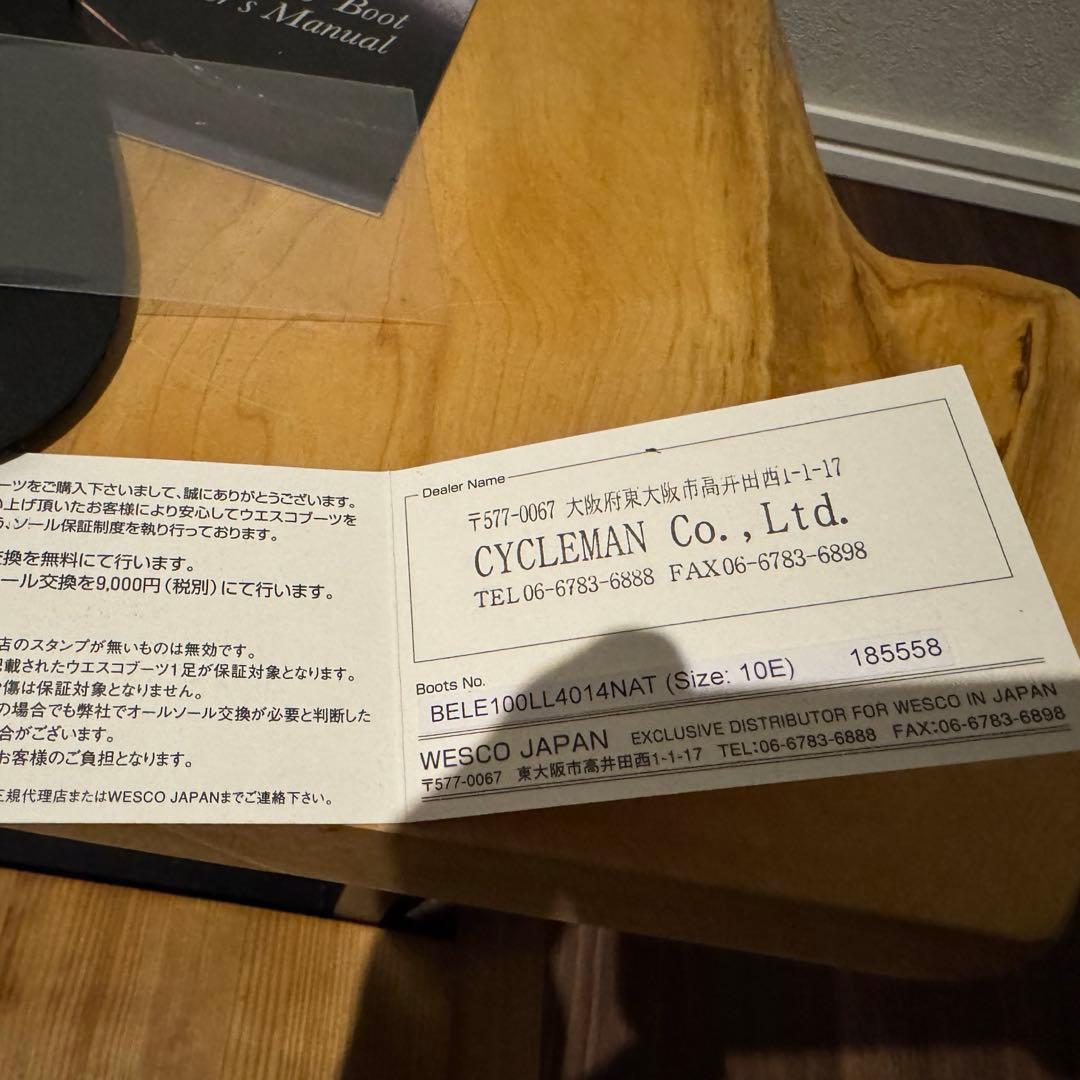 Boot
's Manual
ーツをご購入下さいまして、誠にありがとうございます。
い上げ頂いたお客様により安心してウエスコブーツを
う、ソール保証制度を執り行っております。
換を無料にて行います。
ール交換を9,000円(税別)にて行います。
店のスタンプが無いものは無効です。
記載されたウエスコブーツ1足が保証対象となります。
傷は保証対象となりません。
の場合でも弊社でオールソール交換が必要と判断した
合がございます。
お客様のご負担となります。
正規代理店またはWESCO JAPANまでご連絡下さい。
Dealer Name
〒577-0067 大阪府東大阪市高井田西1-1-17
CYCLEMAN Co.,Ltd.
TEL06-6783-6888 FAX06-6783-6898
Boots No.
BELE100LL4014NAT (Size: 10E) 185558
WESCO JAPAN EXCLUSIVE DISTRIBUTOR FOR WESCO IN JAPAN
〒577-0067 東大阪市高井田西1-1-17 TEL:06-6783-6888 FAX:06-6783-6898